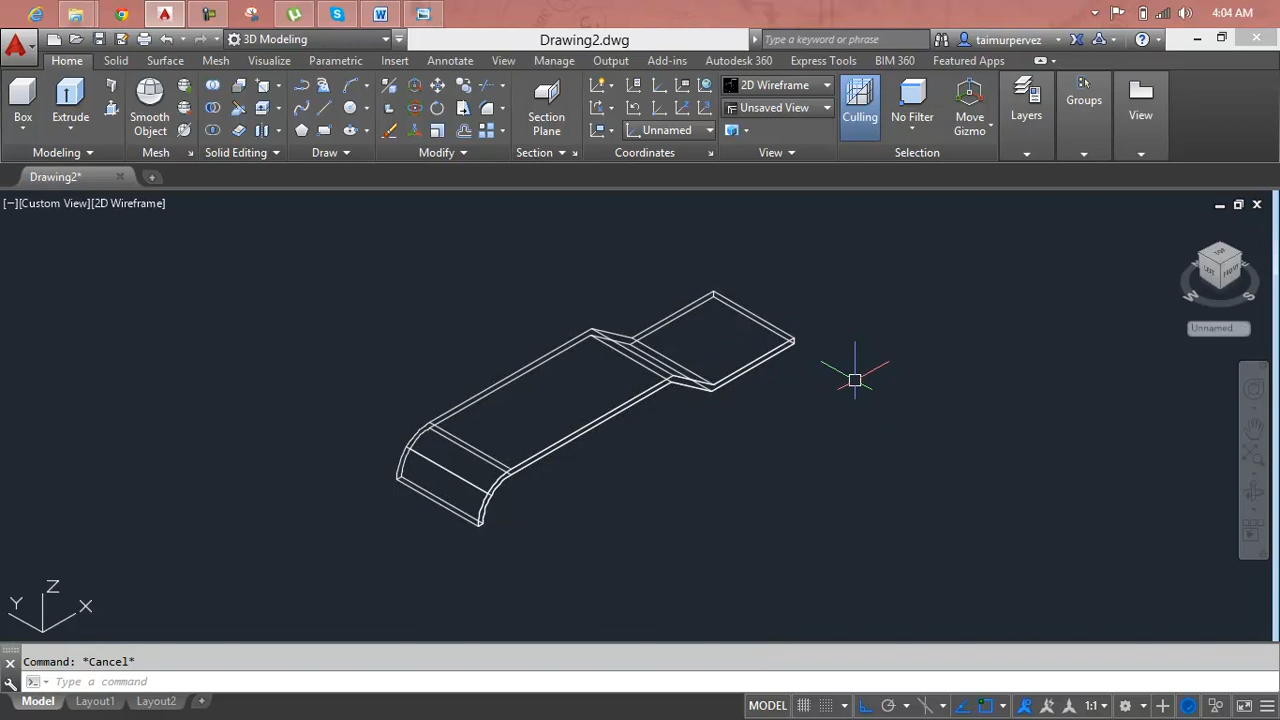 4:04 AM
3D Modeling
Drawing2.dwg
Type a keyword or phrase
taimurpervez
Home Solid Surface Mesh Visualize Parametric Insert Annotate View Manage Output Add-ins Autodesk 360 Express Tools BIM 360 Featured Apps
2D Wireframe
Unsaved View
Unnamed
Box
Extrude
Smooth
Object
Section
Plane
Culling
No Filter
Move
Gizmo
Layers
Groups
View
Modeling Mesh Solid Editing Draw Modify Section Coordinates View Selection
Drawing2*
[−][Custom View][2D Wireframe]
TOP
LEFT
FRONT
W
S
Unnamed
Z
Y
X
Command: *Cancel*
Type a command
Model Layout1 Layout2
MODEL
1:1